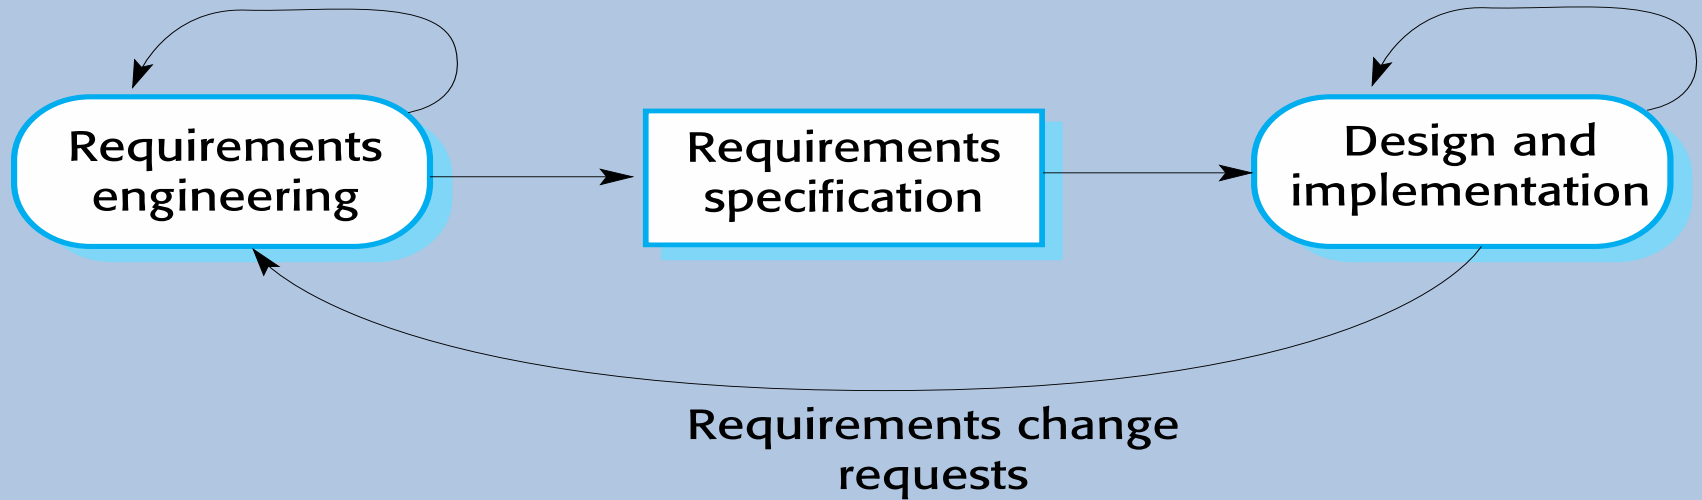 Requirements
engineering
Requirements
specification
Design and
implementation
Requirements change
requests